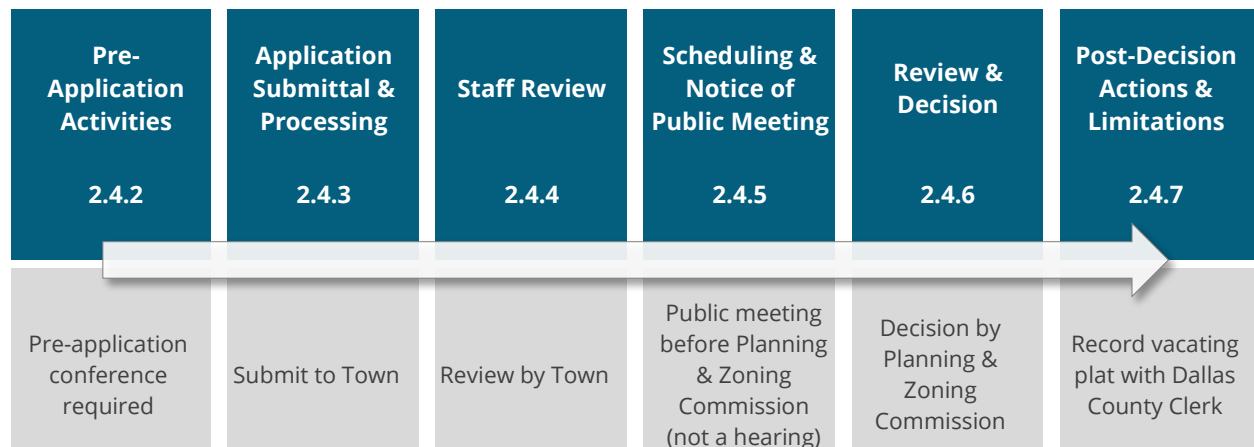 Pre-
Application
Activities
2.4.2
Application
Submittal &
Processing
2.4.3
Staff Review
2.4.4
Scheduling &
Notice of
Public Meeting
2.4.5
Review &
Decision
2.4.6
Post-Decision
Actions &
Limitations
2.4.7
Pre-application
conference
required
Submit to Town
Review by Town
Public meeting
before Planning
& Zoning
Commission
(not a hearing)
Decision by
Planning &
Zoning
Commission
Record vacating
plat with Dallas
County Clerk